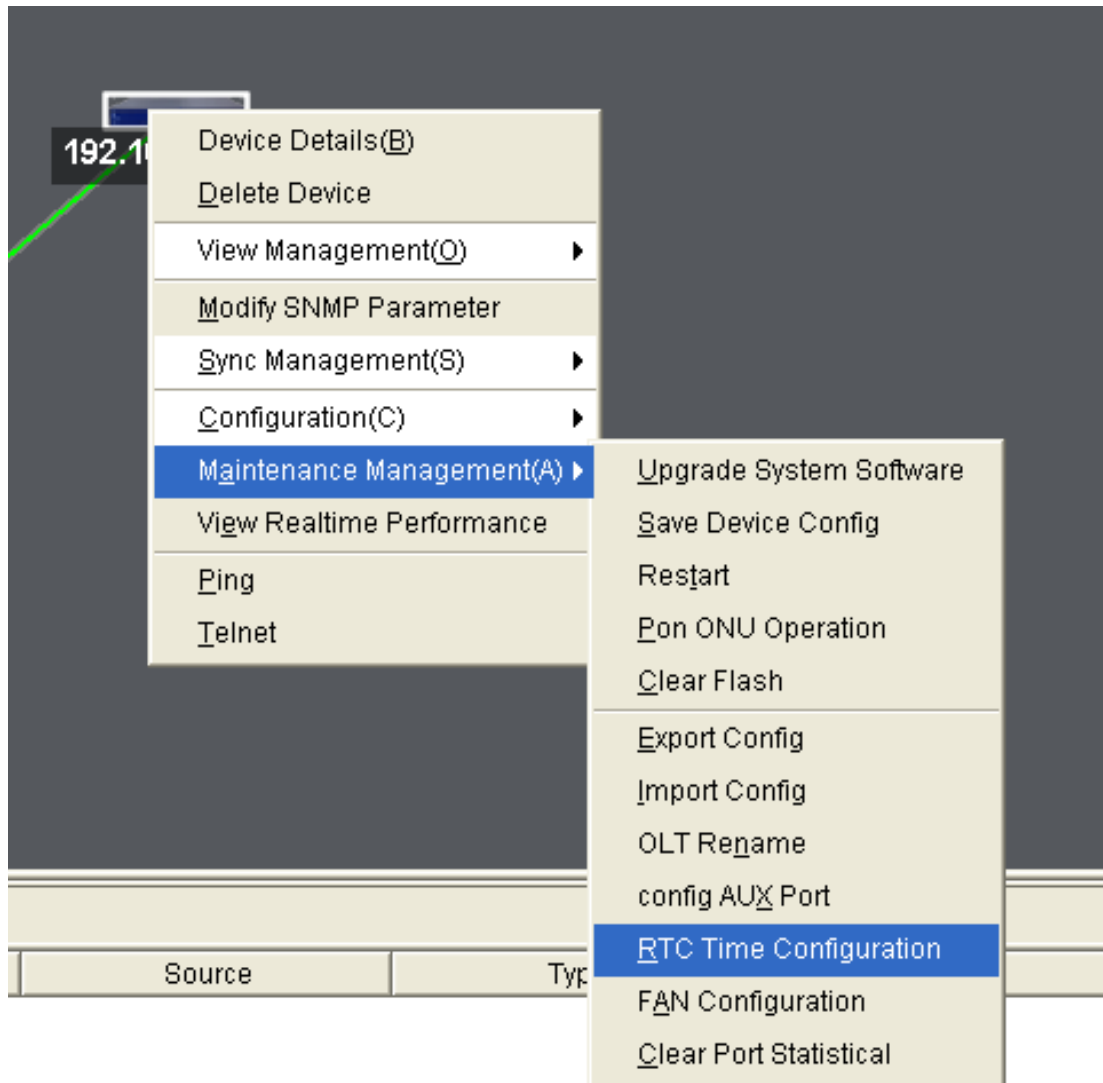 192.1
Device Details(B)
Delete Device
View Management(O)
Modify SNMP Parameter
Sync Management(S)
Configuration(C)
Maintenance Management(A)
View Realtime Performance
Ping
Telnet
Upgrade System Software
Save Device Config
Restart
Pon ONU Operation
Clear Flash
Export Config
Import Config
OLT Rename
config AUX Port
RTC Time Configuration
FAN Configuration
Clear Port Statistical
Source
Typ